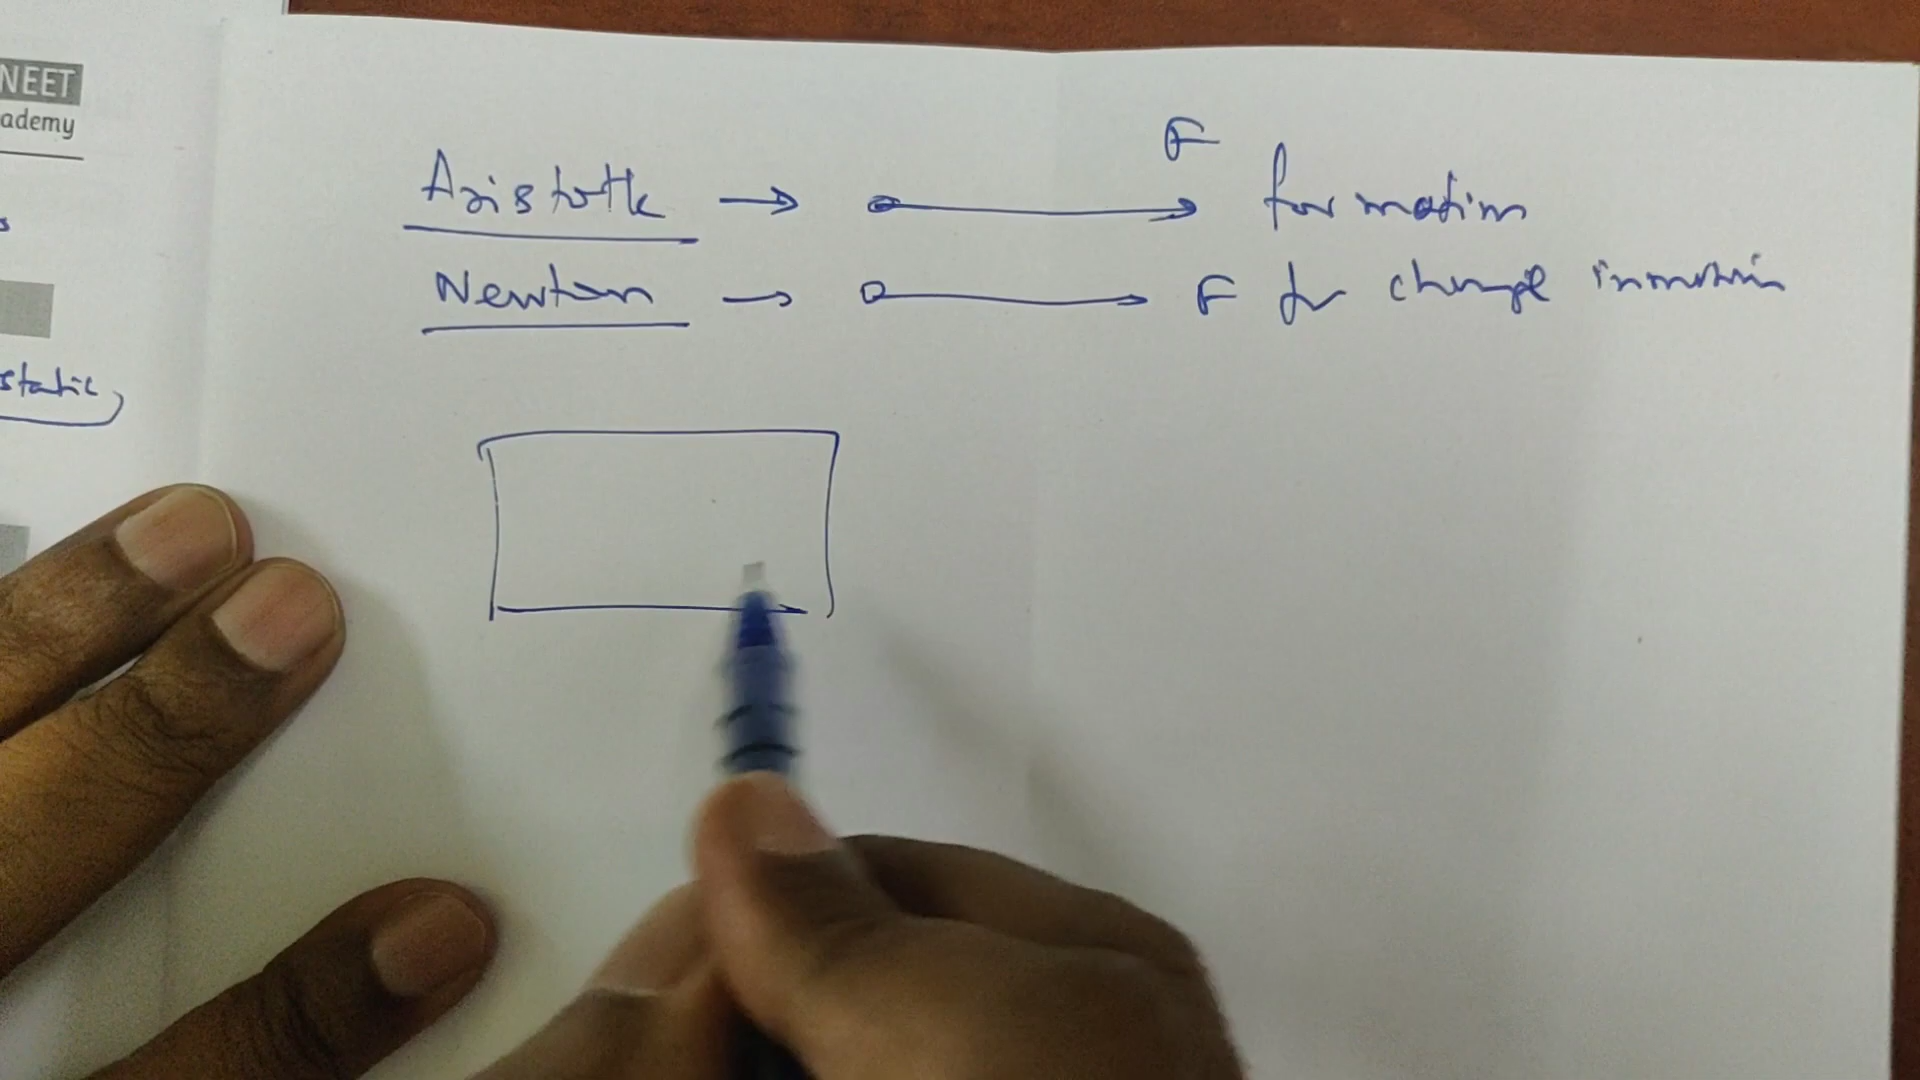 NEET
ademy
s
static
Aristotle → F for motion
Newton → F for change in motion